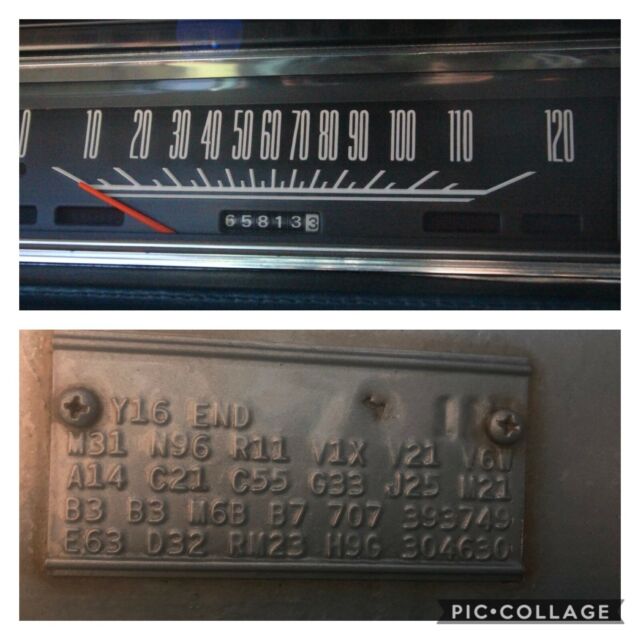 10 20 30 40 50 60 70 80 90 100 110 120
658133
Y16 END
M31 N96 R11 V1X V21 V6W
A14 C21 C55 G33 J25 M21
B3 B3 M6B B7 707 393749
E63 D32 RM23 H9G 304630
PIC•COLLAGE